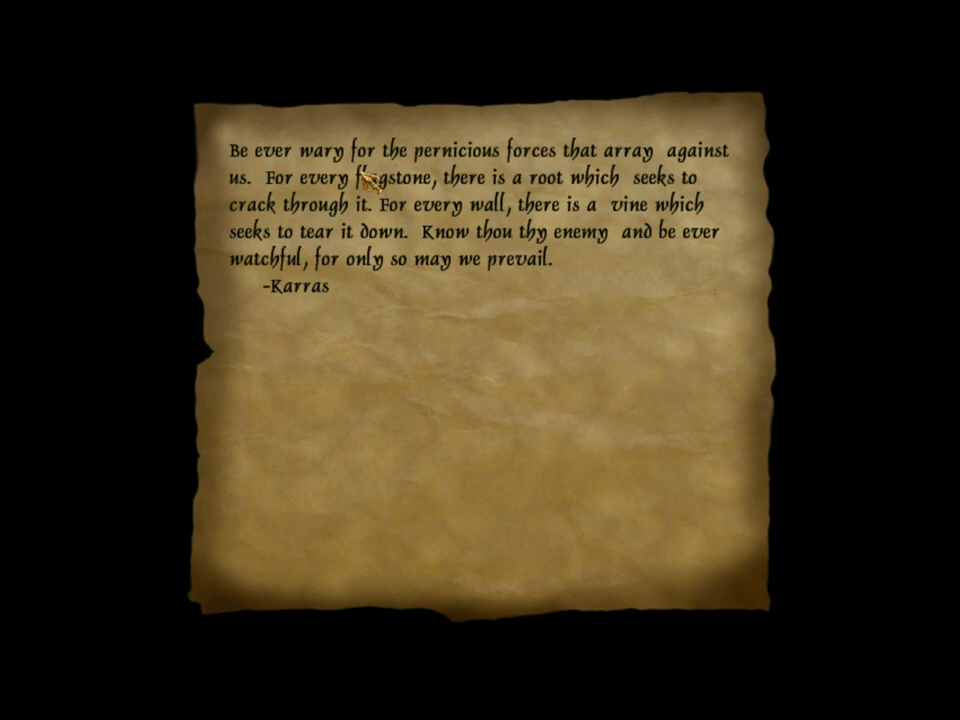 Be ever wary for the pernicious forces that array against
us. For every flagstone, there is a root which seeks to
crack through it. For every wall, there is a vine which
seeks to tear it down. Know thou thy enemy and be ever
watchful, for only so may we prevail.
-Karras